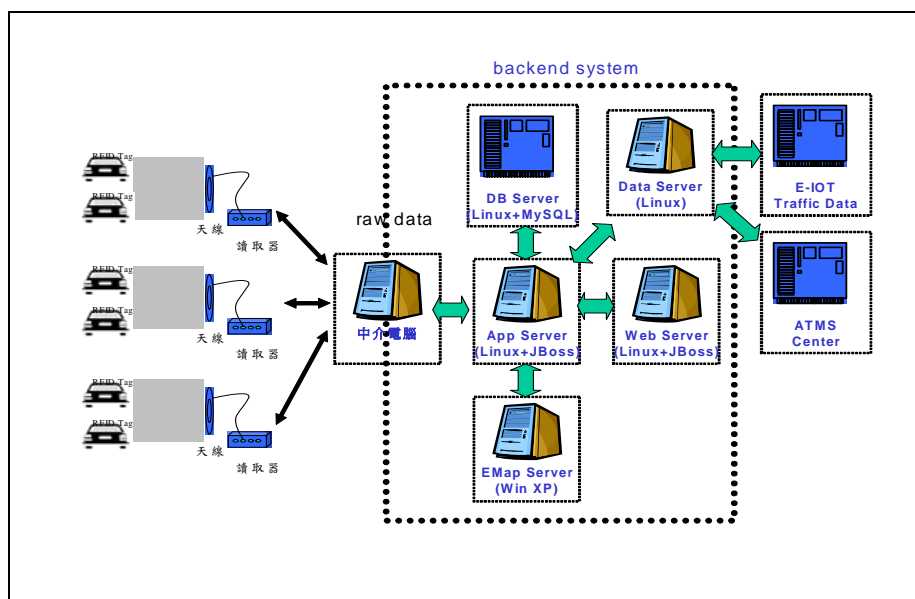 backend system
RFID Tag
RFID Tag
天線
讀取器
RFID Tag
RFID Tag
天線
讀取器
RFID Tag
RFID Tag
天線
讀取器
raw data
中介電腦
DB Server
(Linux+MySQL)
Data Server
(Linux)
App Server
(Linux+JBoss)
Web Server
(Linux+JBoss)
EMap Server
(Win XP)
E-IOT
Traffic Data
ATMS
Center